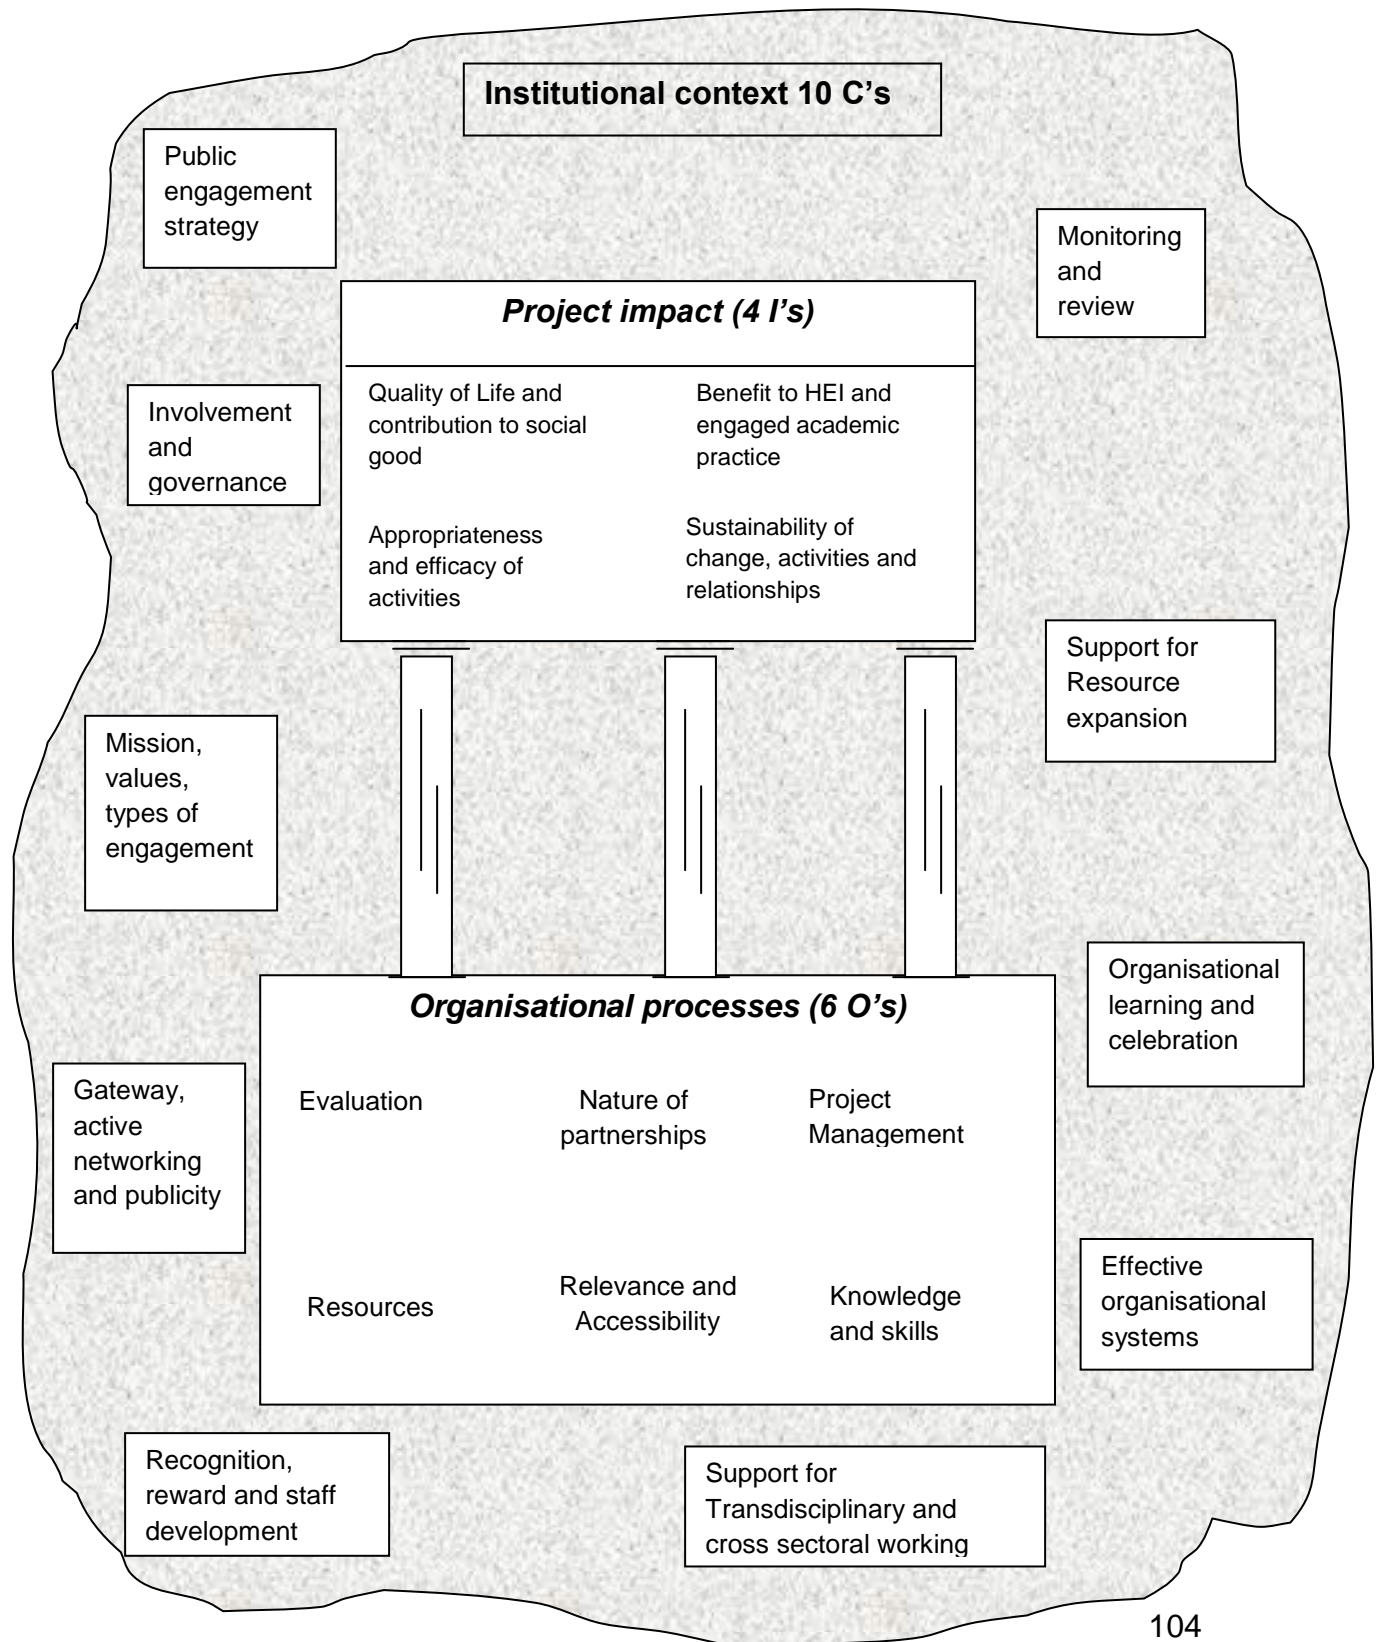 Institutional context 10 C's
Public
engagement
strategy
Monitoring
and
review
Project impact (4 I's)
Quality of Life and
contribution to social
good
Benefit to HEI and
engaged academic
practice
Appropriateness
and efficacy of
activities
Sustainability of
change, activities and
relationships
Involvement
and
governance
Support for
Resource
expansion
Mission,
values,
types of
engagement
Organisational
learning and
celebration
Organisational processes (6 O's)
Evaluation
Nature of
partnerships
Project
Management
Resources
Relevance and
Accessibility
Knowledge
and skills
Gateway,
active
networking
and publicity
Effective
organisational
systems
Recognition,
reward and staff
development
Support for
Transdisciplinary and
cross sectoral working
104